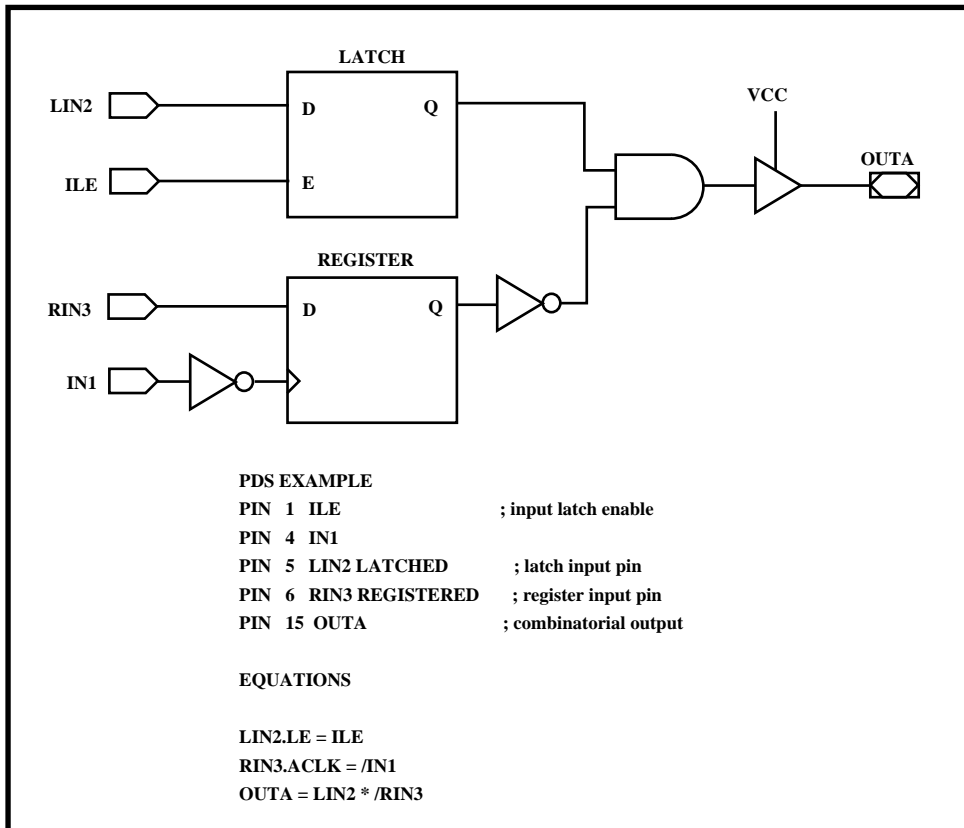 LATCH
LIN2
D
Q
VCC
OUTA
ILE
E
REGISTER
RIN3
D
Q
IN1
PDS EXAMPLE
PIN 1 ILE ; input latch enable
PIN 4 IN1
PIN 5 LIN2 LATCHED ; latch input pin
PIN 6 RIN3 REGISTERED ; register input pin
PIN 15 OUTA ; combinatorial output
EQUATIONS
LIN2.LE = ILE
RIN3.ACLK = /IN1
OUTA = LIN2 * /RIN3